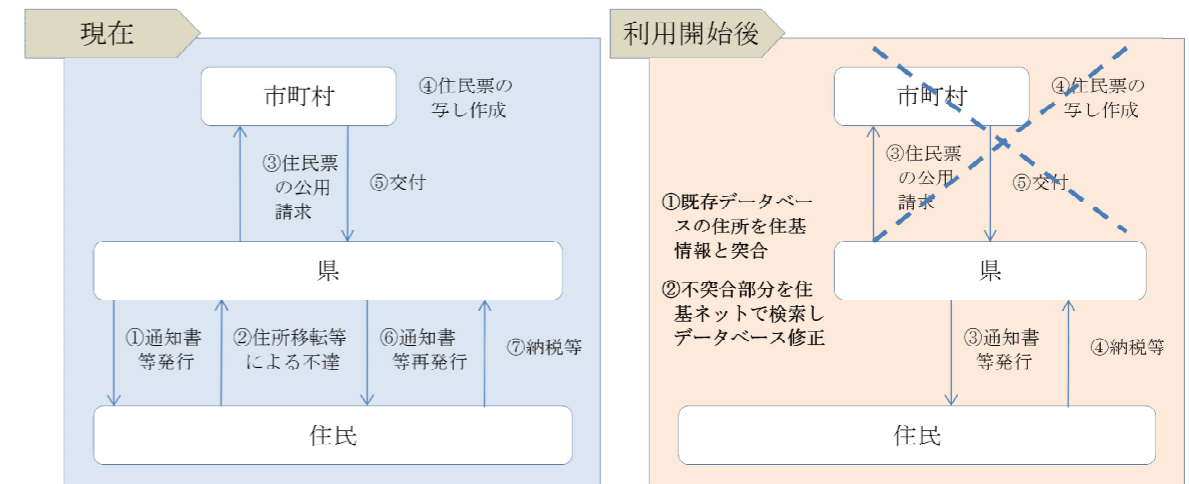 現在
市町村
④住民票の
写し作成
③住民票
の公用
請求
⑤交付
県
①通知書
等発行
②住所移転等
による不達
⑥通知書
等再発行
⑦納税等
住民
利用開始後
市町村
④住民票の
写し作成
③住民票
の公用
請求
⑤交付
①既存データベー
スの住所を住基
情報と突合
②不突合部分を住
基ネットで検索し
データベース修正
県
③通知書
等発行
④納税等
住民